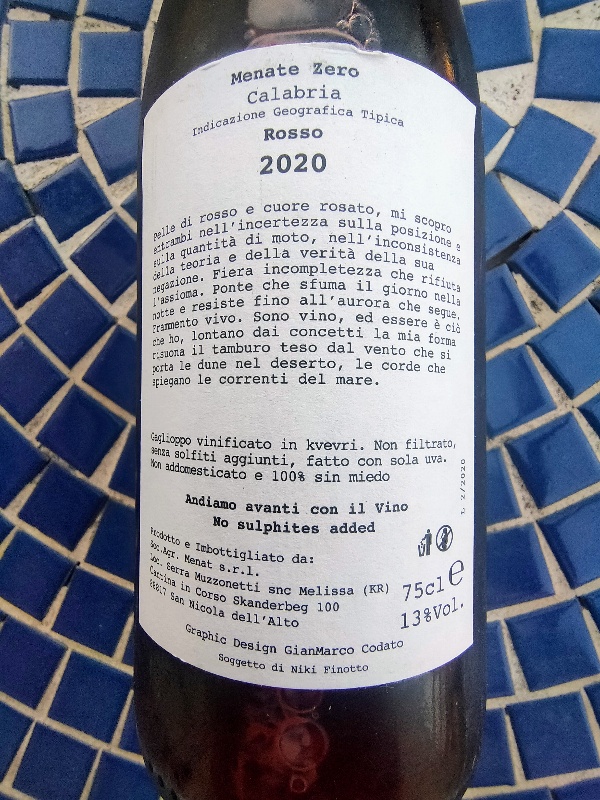 Menate Zero
Calabria
Indicazione Geografica Tipica
Rosso
2020
Pelle di rosso e cuore rosato, mi scopro
entrambi nell'incertezza sulla posizione e
sulla quantità di moto, nell'inconsistenza
della teoria e della verità della sua
negazione. Fiera incompletezza che rifiuta
l'assioma. Ponte che sfuma il giorno nella
notte e resiste fino all'aurora che segue.
Frammento vivo. Sono vino, ed essere è ciò
che ho, lontano dai concetti la mia forma
risuona il tamburo teso dal vento che si
porta le dune nel deserto, le corde che
spiegano le correnti del mare.
Gaglioppo vinificato in kvevri. Non filtrato,
senza solfiti aggiunti, fatto con sola uva.
Non addomesticato e 100% sin miedo
L 2/2020
Andiamo avanti con il Vino
No sulphites added
Prodotto e Imbottigliato da:
Soc.Agr. Menat s.r.l.
Loc. Serra Muzzonetti snc Melissa (KR)
Cantina in Corso Skanderbeg 100
88817 San Nicola dell'Alto
75cl e
13%Vol.
Graphic Design GianMarco Codato
Soggetto di Niki Finotto